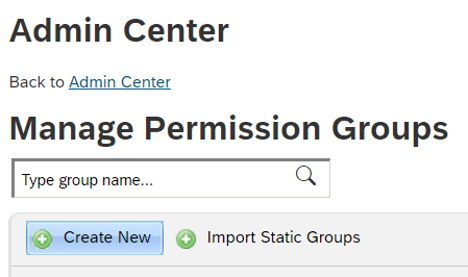 Admin Center
Back to Admin Center
Manage Permission Groups
Type group name...
Create New Import Static Groups